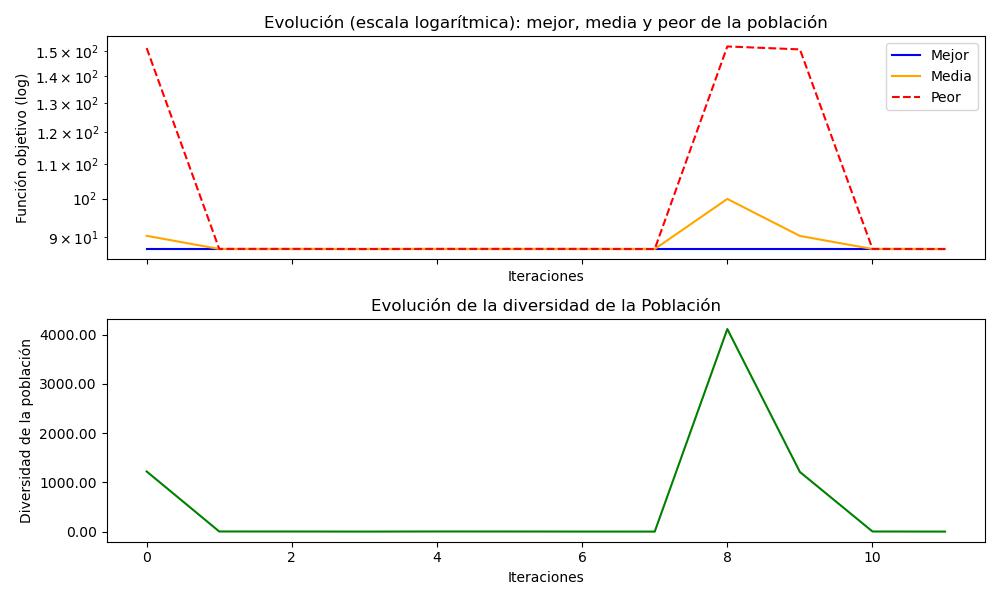 Evolución (escala logarítmica): mejor, media y peor de la población
Función objetivo (log)
1.5 × 10²
1.4 × 10²
1.3 × 10²
1.2 × 10²
1.1 × 10²
10²
9 × 10¹
Mejor
Media
Peor
Iteraciones
Evolución de la diversidad de la Población
Diversidad de la población
4000.00
3000.00
2000.00
1000.00
0.00
0 2 4 6 8 10
Iteraciones